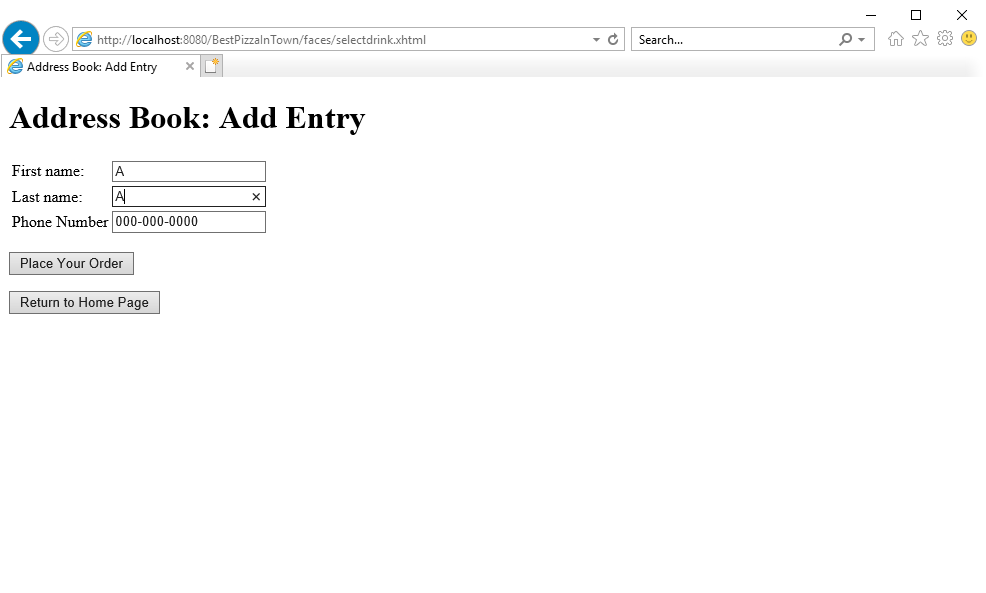 http://localhost:8080/BestPizzaInTown/faces/selectdrink.xhtml
Search...
Address Book: Add Entry
Address Book: Add Entry
First name: A
Last name: A
Phone Number 000-000-0000
Place Your Order
Return to Home Page